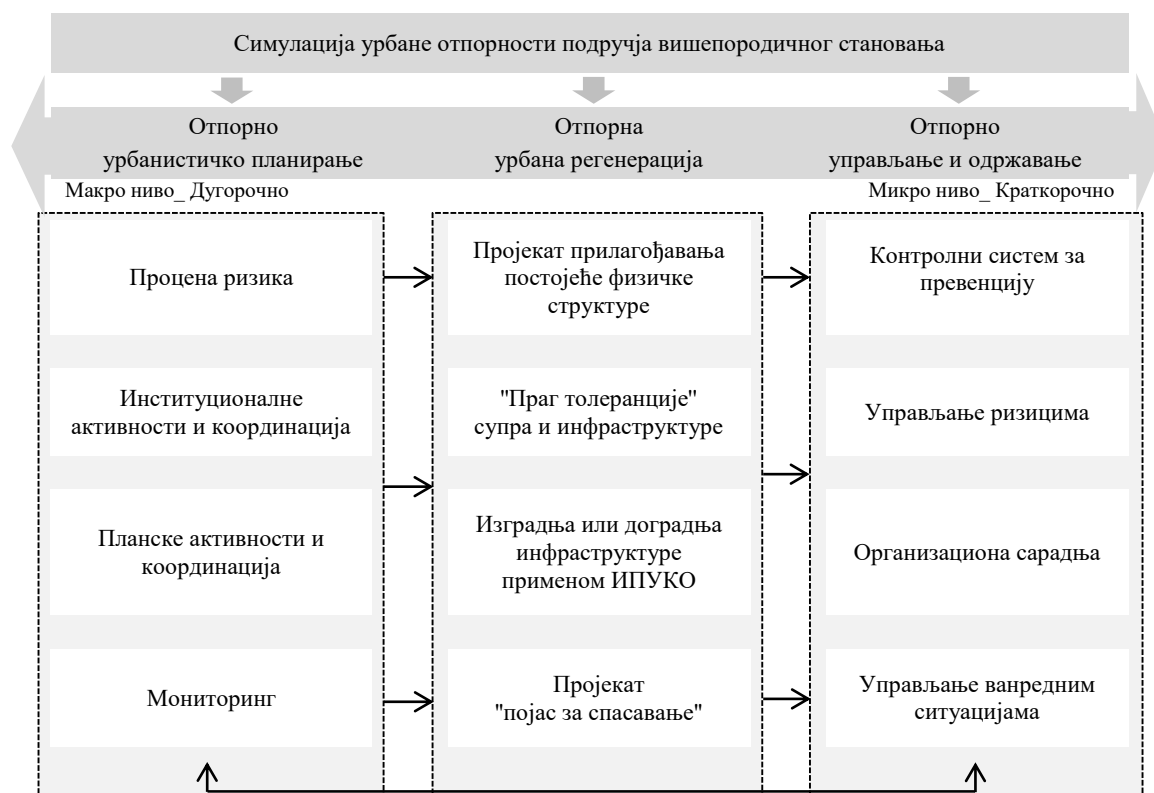 Симулација урбане отпорности подручја вишепородичног становања
Отпорно
урбанистичко планирање
Отпорна
урбана регенерација
Отпорно
управљање и одржавање
Макро ниво_ Дугорочно
Микро ниво_ Краткорочно
Процена ризика
Пројекат прилагођавања
постојеће физичке
структуре
Контролни систем за
превенцију
Институционалне
активности и координација
"Праг толеранције"
супра и инфраструктуре
Управљање ризицима
Планске активности и
координација
Изградња или доградња
инфраструктуре
применом ИПУКО
Организациона сарадња
Мониторинг
Пројекат
"појас за спасавање"
Управљање ванредним
ситуацијама